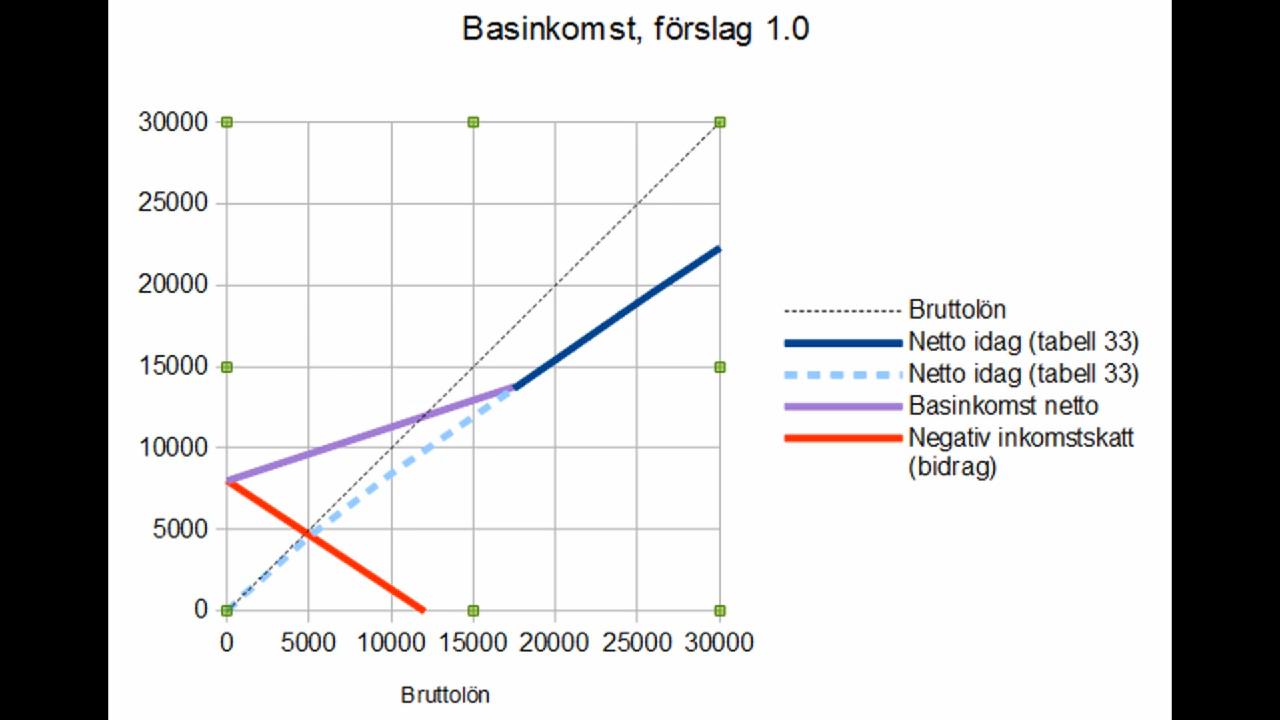 Basinkomst, förslag 1.0
30000
25000
20000
15000
10000
5000
0
0 5000 10000 15000 20000 25000 30000
Bruttolön
Bruttolön
Netto idag (tabell 33)
Netto idag (tabell 33)
Basinkomst netto
Negativ inkomstskatt
(bidrag)